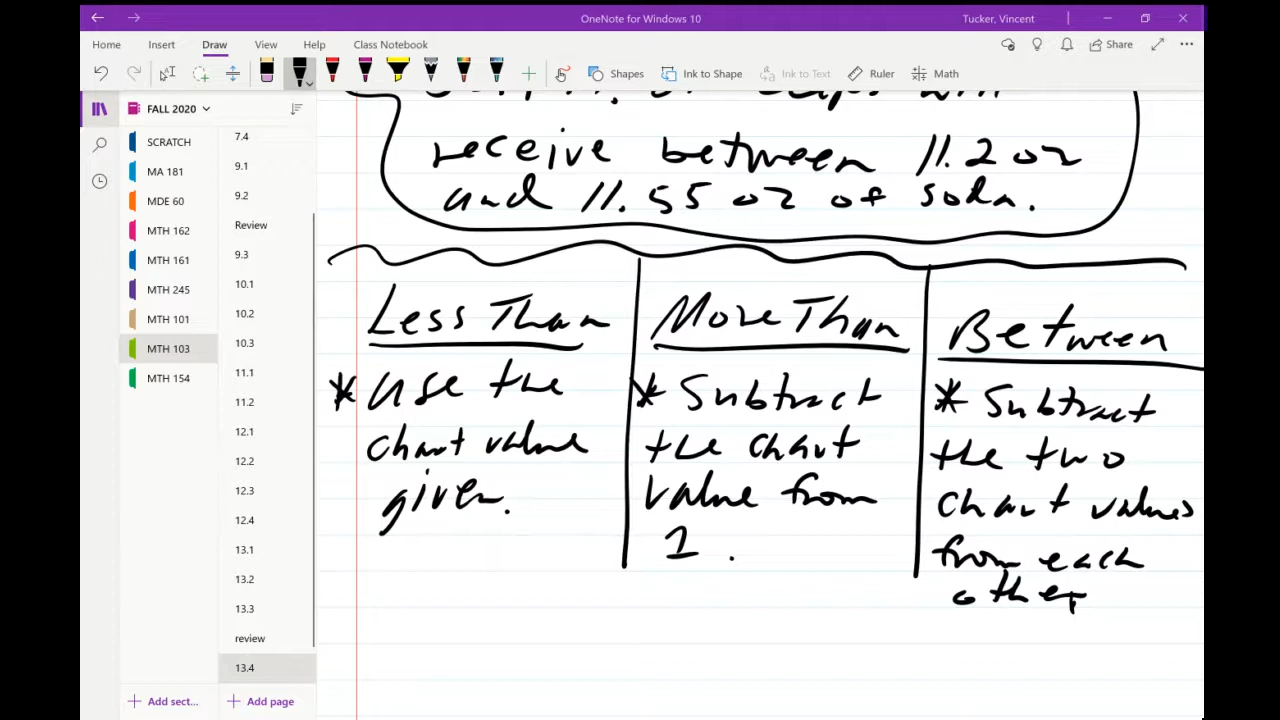 OneNote for Windows 10
Tucker, Vincent
Home Insert Draw View Help Class Notebook
Share
Shapes Ink to Shape Ink to Text Ruler Math
FALL 2020
SCRATCH
MA 181
MDE 60
MTH 162
MTH 161
MTH 245
MTH 101
MTH 103
MTH 154
Add sect...
7.4
9.1
9.2
Review
9.3
10.1
10.2
10.3
11.1
11.2
12.1
12.2
12.3
12.4
13.1
13.2
13.3
review
13.4
Add page
receive between 11.2 oz
and 11.55 oz of soda.
Less Than
* Use the
chart value
given.
More Than
* Subtract
the chart
value from
1.
Between
* Subtract
the two
chart values
from each
other